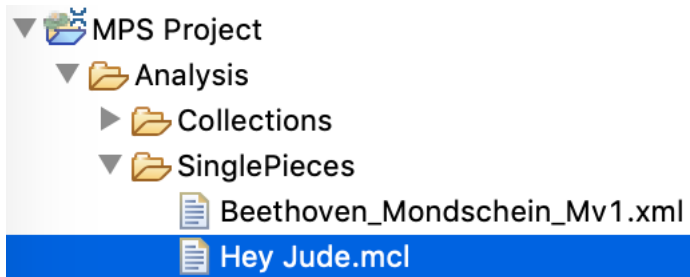 MPS Project
Analysis
Collections
SinglePieces
Beethoven_Mondschein_Mv1.xml
Hey Jude.mcl